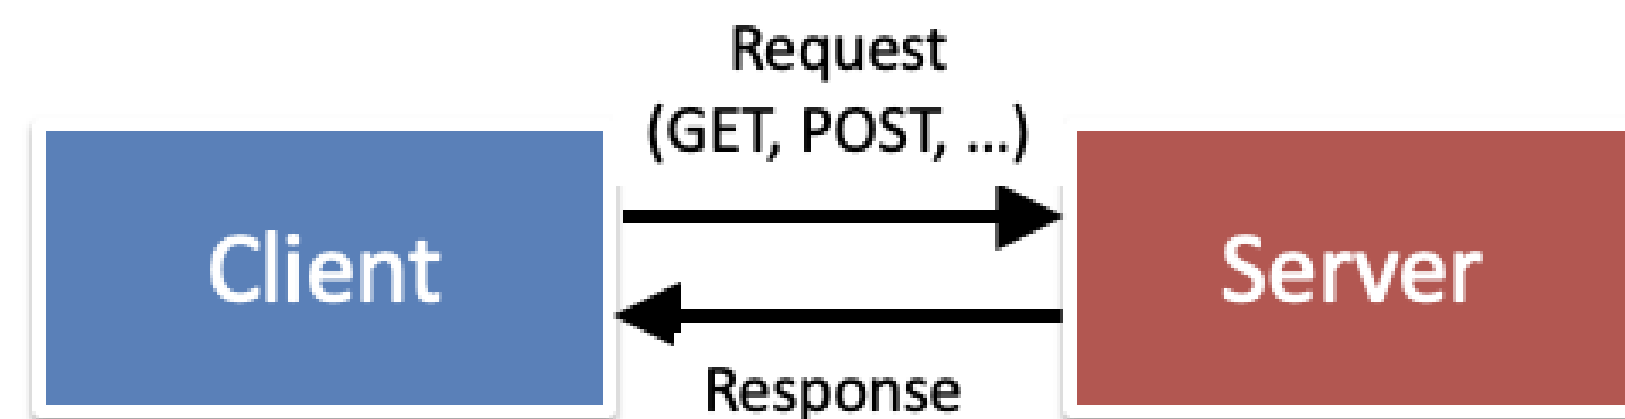 Request
(GET, POST, ...)
Client
Server
Response